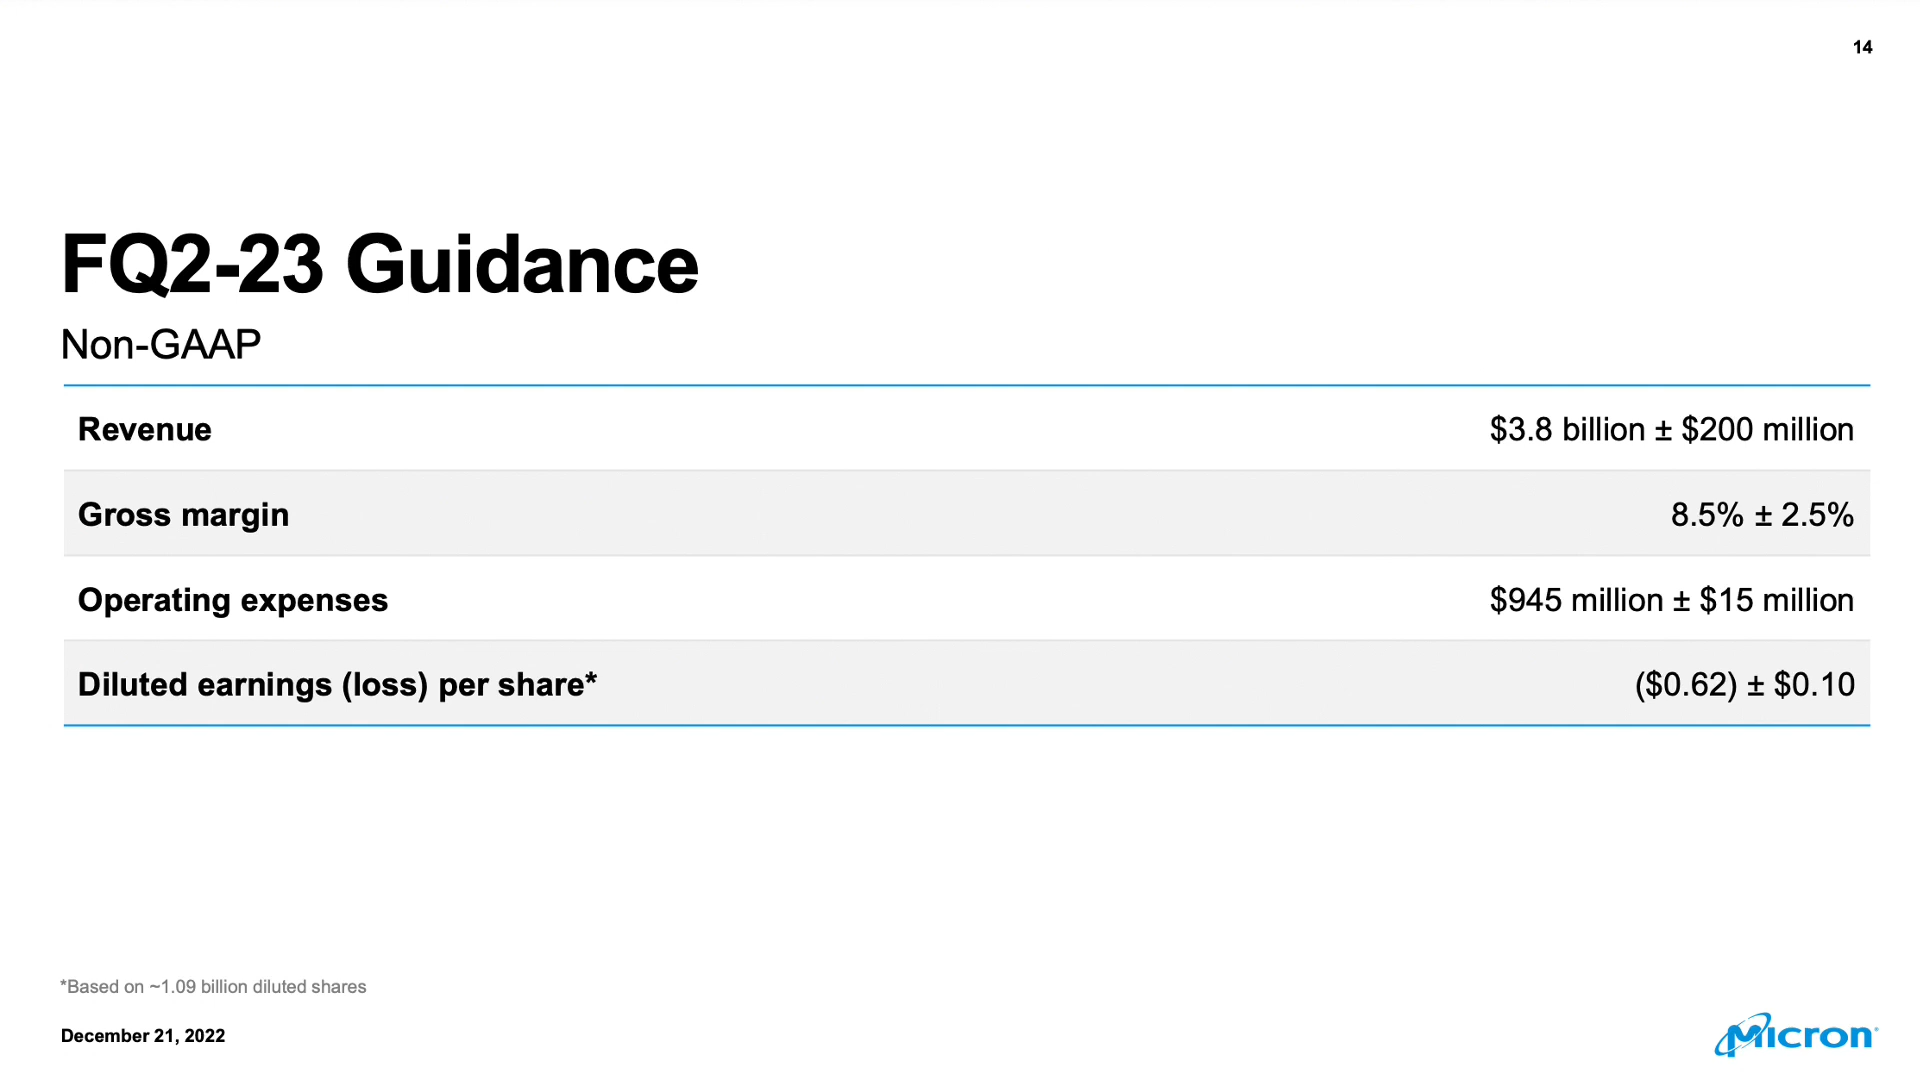 14
FQ2-23 Guidance
Non-GAAP
Revenue $3.8 billion ± $200 million
Gross margin 8.5% ± 2.5%
Operating expenses $945 million ± $15 million
Diluted earnings (loss) per share* ($0.62) ± $0.10
*Based on ~1.09 billion diluted shares
December 21, 2022
Micron